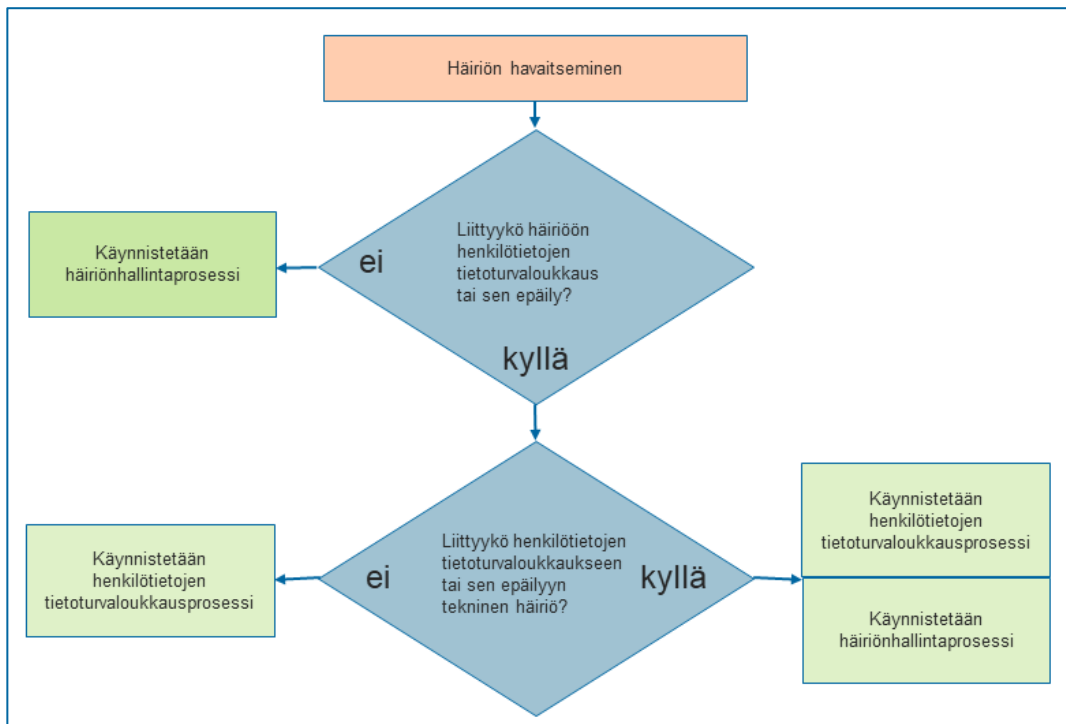 Häiriön havaitseminen
Liittyykö häiriöön
henkilötietojen
tietoturvaloukkaus
tai sen epäily?
ei
kyllä
Käynnistetään
häiriönhallintaprosessi
Liittyykö henkilötietojen
tietoturvaloukkaukseen
tai sen epäilyyn
tekninen häiriö?
ei
kyllä
Käynnistetään
henkilötietojen
tietoturvaloukkausprosessi
Käynnistetään
henkilötietojen
tietoturvaloukkausprosessi
Käynnistetään
häiriönhallintaprosessi